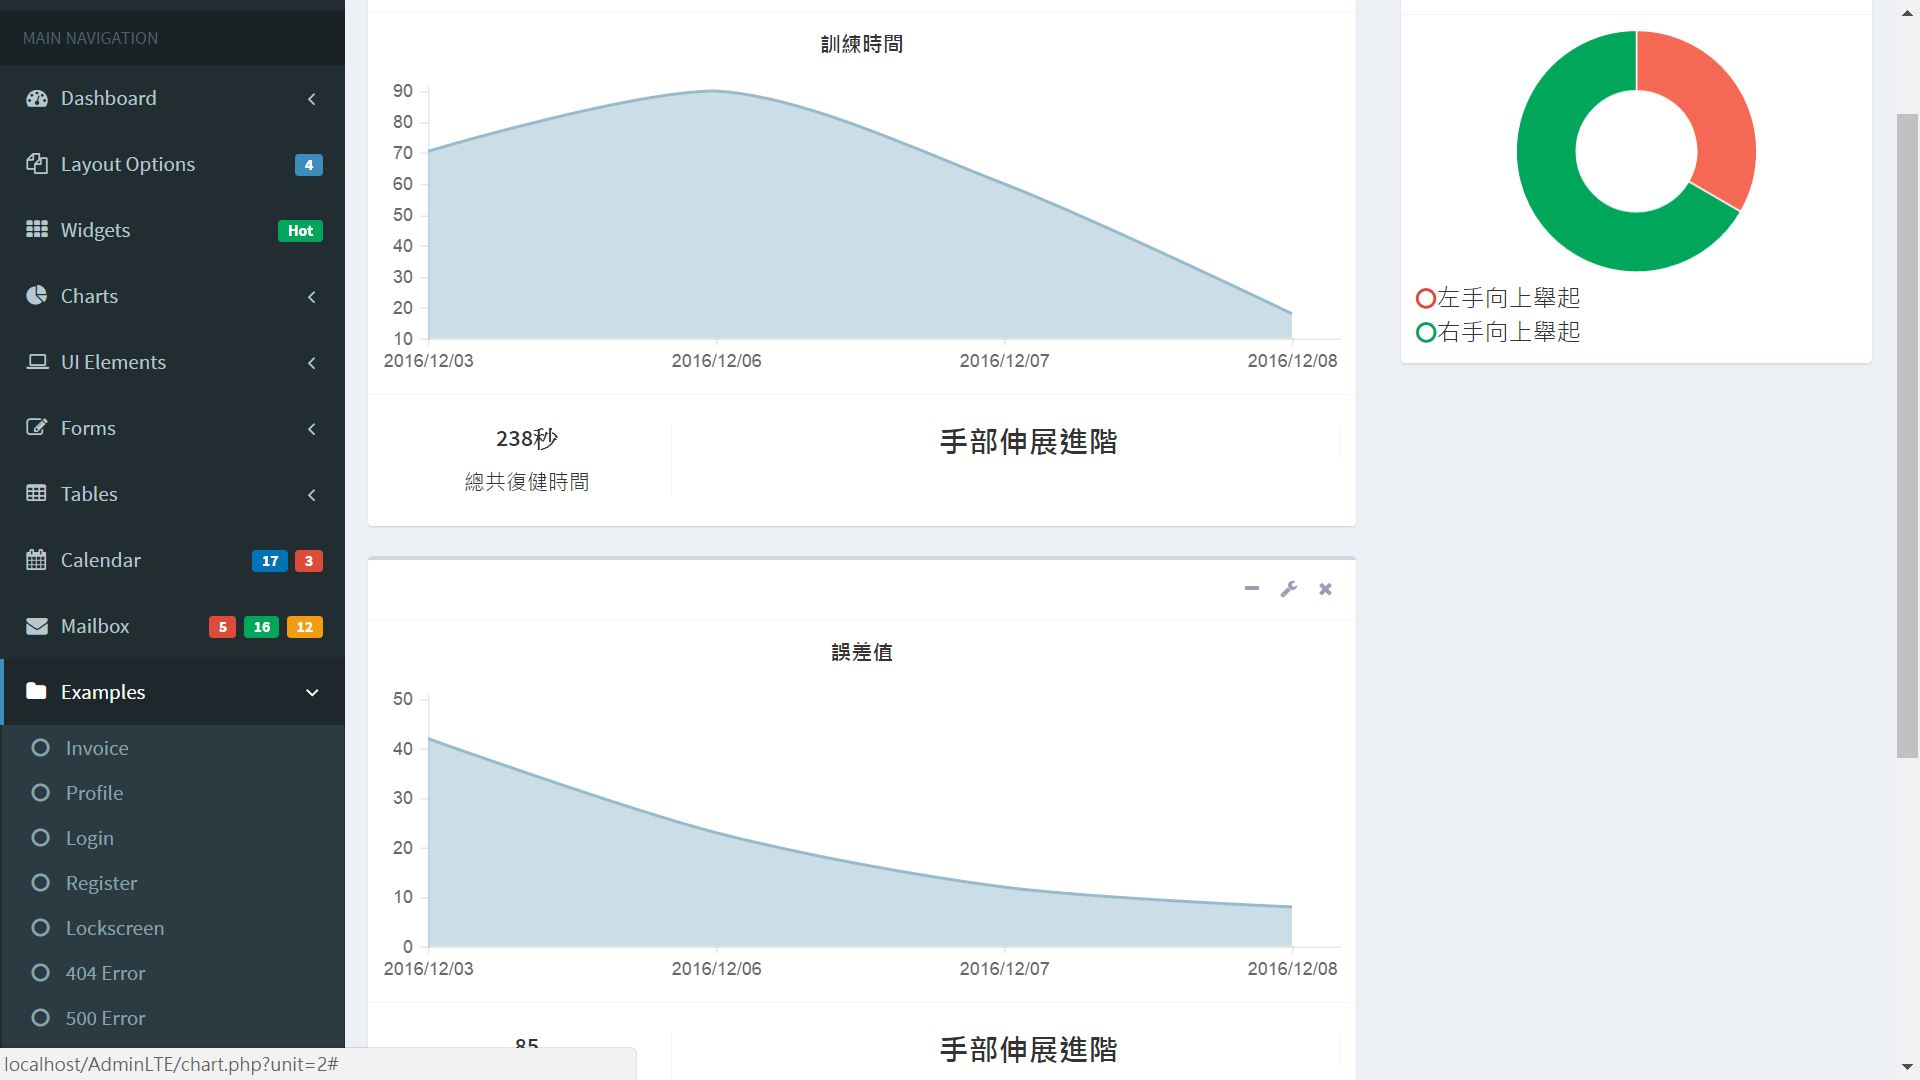 MAIN NAVIGATION
Dashboard
Layout Options 4
Widgets Hot
Charts
UI Elements
Forms
Tables
Calendar 17 3
Mailbox 5 16 12
Examples
Invoice
Profile
Login
Register
Lockscreen
404 Error
500 Error
localhost/AdminLTE/chart.php?unit=2#
訓練時間
90
80
70
60
50
40
30
20
10
2016/12/03 2016/12/06 2016/12/07 2016/12/08
238秒
總共復健時間
手部伸展進階
誤差值
50
40
30
20
10
0
2016/12/03 2016/12/06 2016/12/07 2016/12/08
85
手部伸展進階
左手向上舉起
右手向上舉起